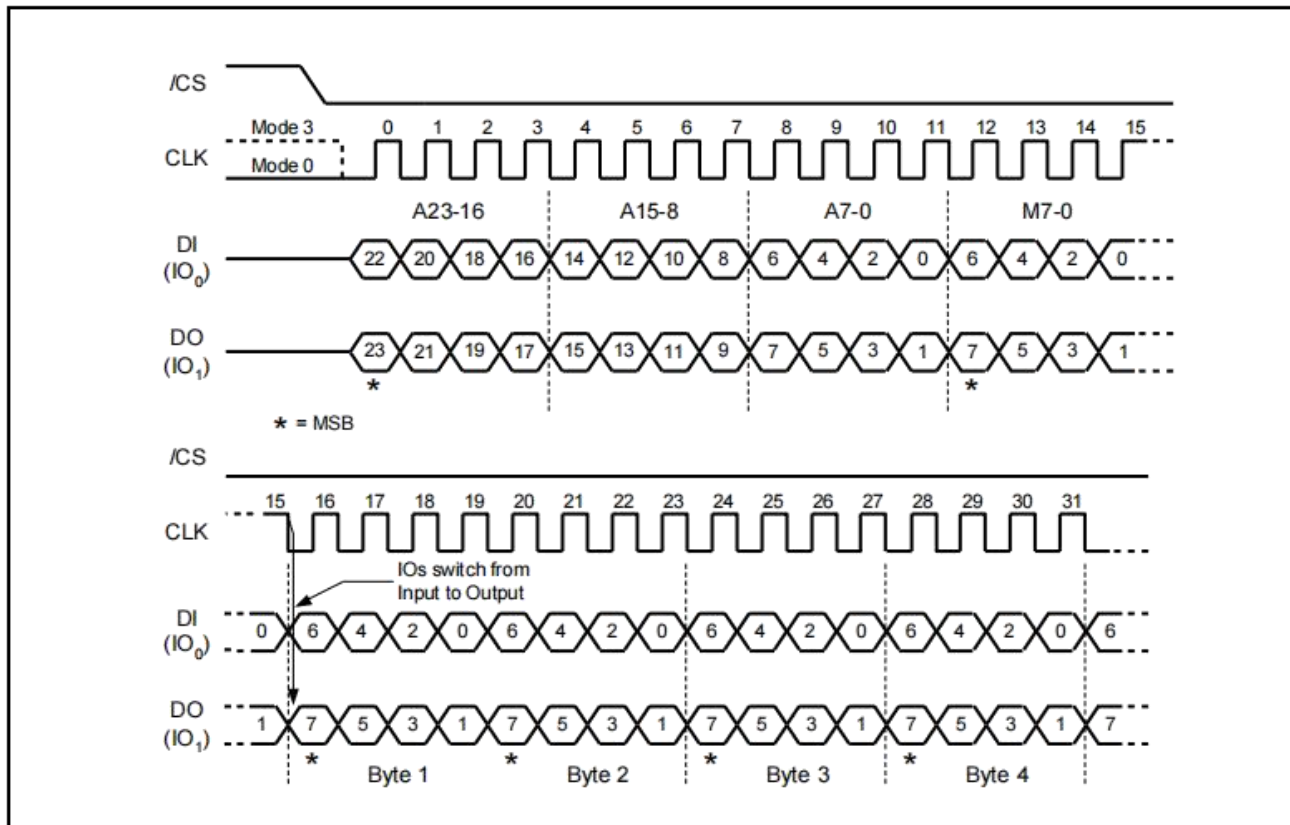 /CS
Mode 3 0 1 2 3 4 5 6 7 8 9 10 11 12 13 14 15
CLK
Mode 0
A23-16 A15-8 A7-0 M7-0
DI
(IO0) 22 20 18 16 14 12 10 8 6 4 2 0 6 4 2 0
DO
(IO1) 23 21 19 17 15 13 11 9 7 5 3 1 7 5 3 1
* *
* = MSB
/CS
15 16 17 18 19 20 21 22 23 24 25 26 27 28 29 30 31
CLK
IOs switch from
Input to Output
DI
(IO0) 0 6 4 2 0 6 4 2 0 6 4 2 0 6 4 2 0 6
DO
(IO1) 1 7 5 3 1 7 5 3 1 7 5 3 1 7 5 3 1 7
* * * *
Byte 1 Byte 2 Byte 3 Byte 4